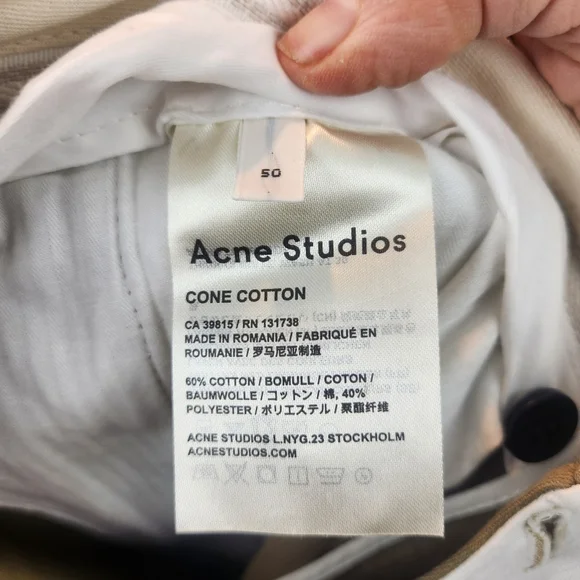 50
Acne Studios
CONE COTTON
CA 39815 / RN 131738
MADE IN ROMANIA / FABRIQUÉ EN
ROUMANIE / 罗马尼亚制造
60% COTTON / BOMULL / COTON /
BAUMWOLLE / コットン / 棉, 40%
POLYESTER / ポリエステル / 聚酯纤维
ACNE STUDIOS L.NYG.23 STOCKHOLM
ACNESTUDIOS.COM